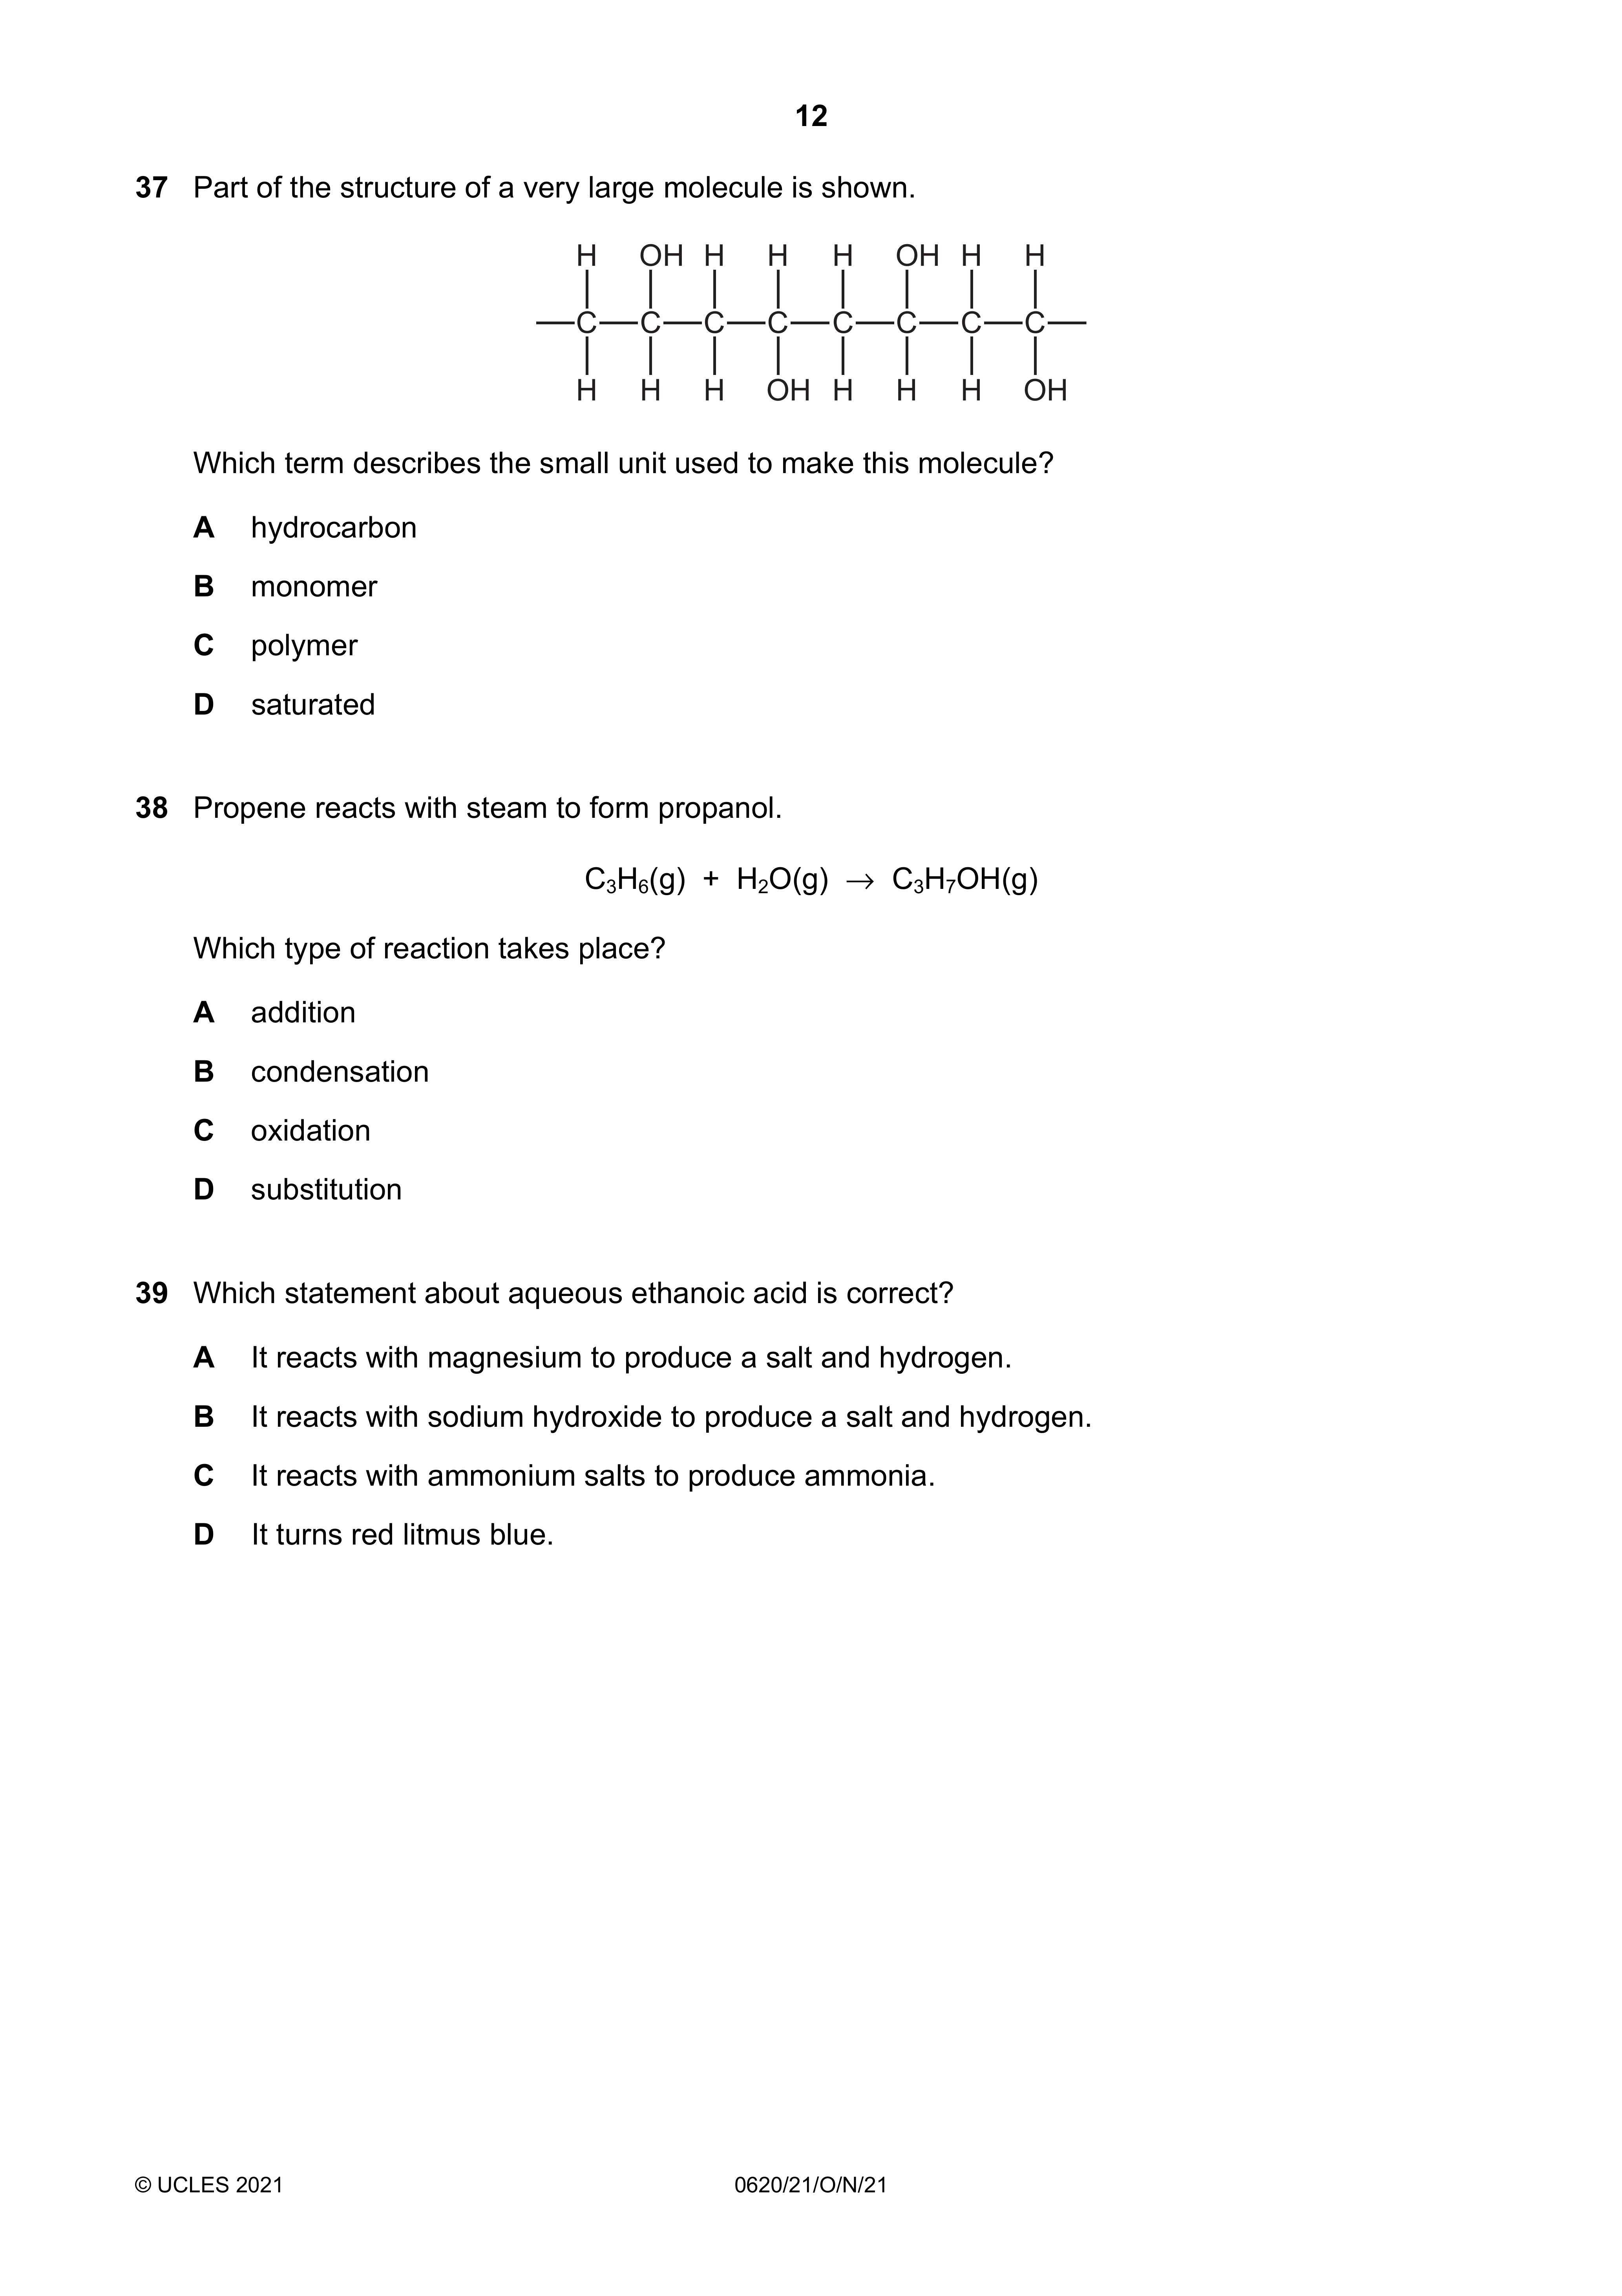 12
37 Part of the structure of a very large molecule is shown.
H OH H H H OH H H
C C C C C C C C
H H H OH H H H OH
Which term describes the small unit used to make this molecule?
A hydrocarbon
B monomer
C polymer
D saturated
38 Propene reacts with steam to form propanol.
C₃H₆(g) + H₂O(g) → C₃H₇OH(g)
Which type of reaction takes place?
A addition
B condensation
C oxidation
D substitution
39 Which statement about aqueous ethanoic acid is correct?
A It reacts with magnesium to produce a salt and hydrogen.
B It reacts with sodium hydroxide to produce a salt and hydrogen.
C It reacts with ammonium salts to produce ammonia.
D It turns red litmus blue.
© UCLES 2021 0620/21/O/N/21